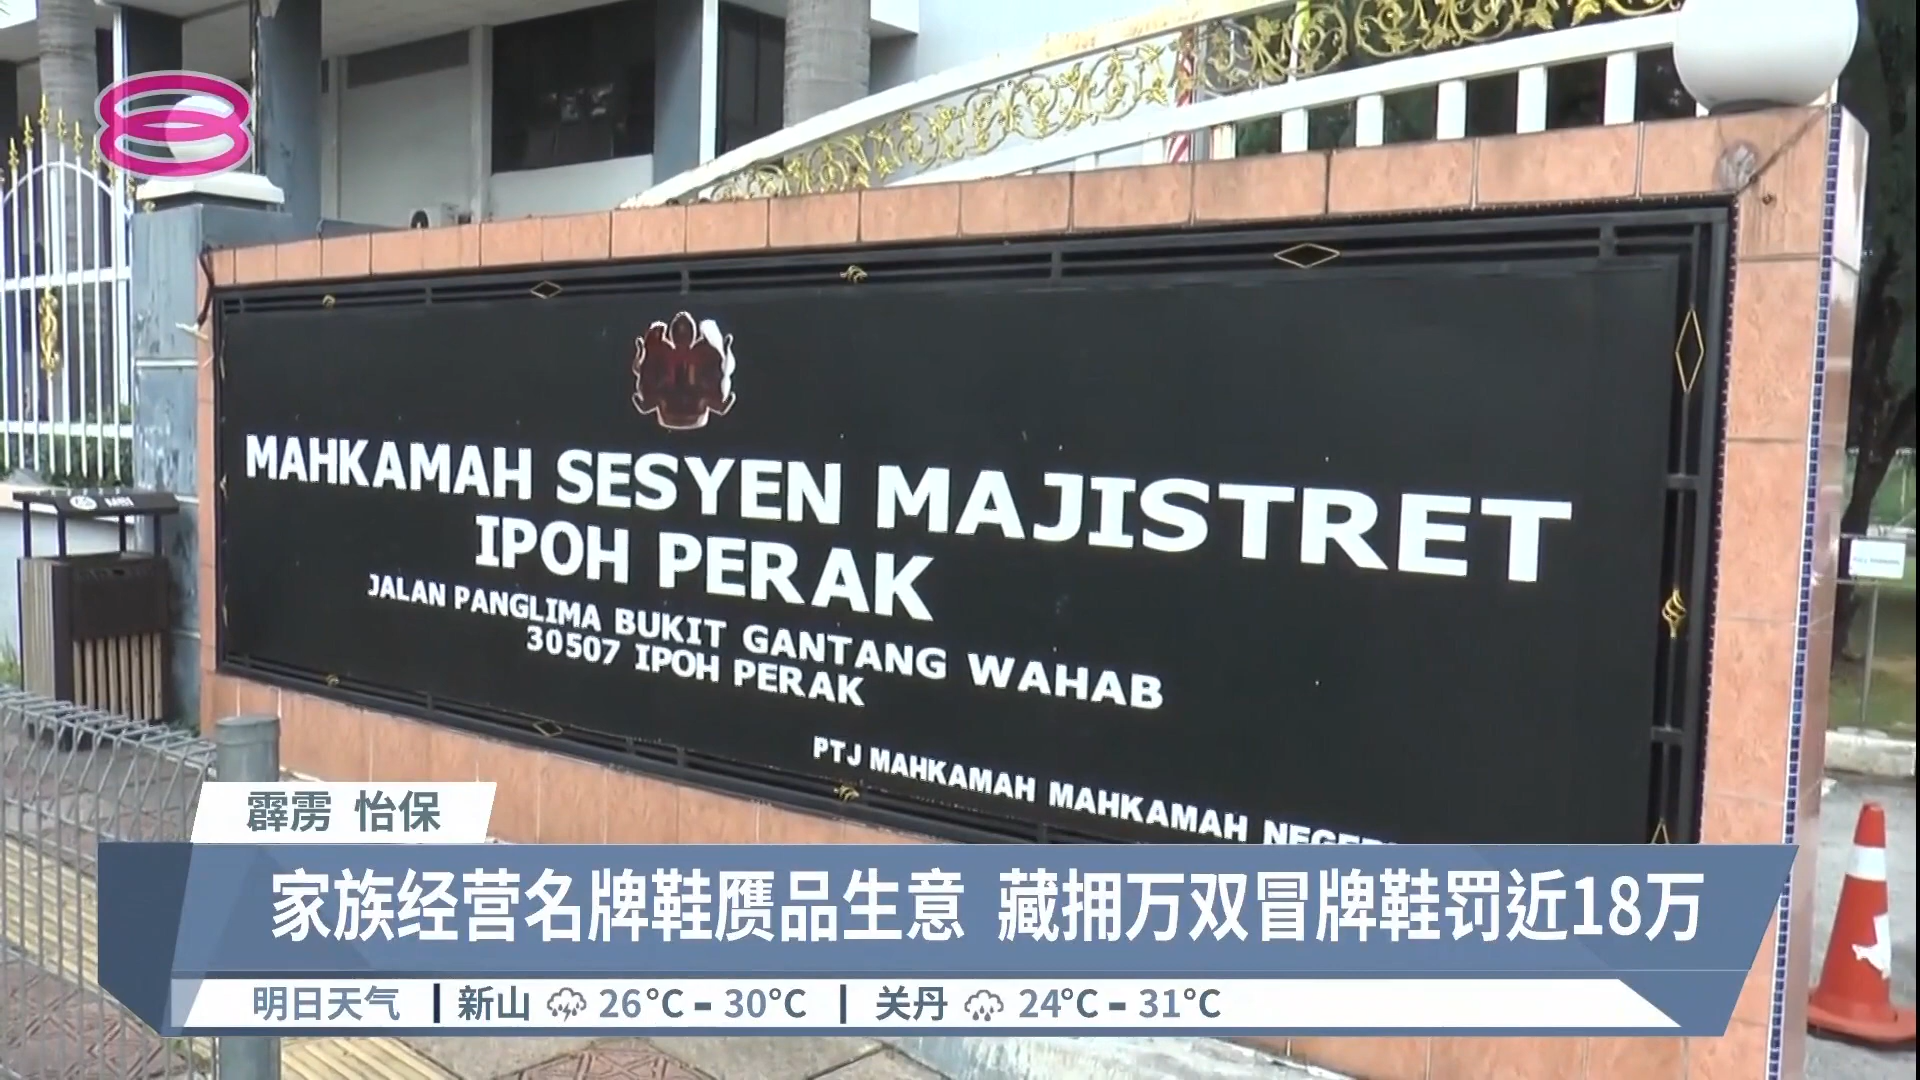 MAHKAMAH SESYEN MAJISTRET
IPOH PERAK
JALAN PANGLIMA BUKIT GANTANG WAHAB
30507 IPOH PERAK
PTJ MAHKAMAH MAHKAMAH NEGERI
霹雳 怡保
家族经营名牌鞋赝品生意 藏拥万双冒牌鞋罚近18万
明日天气 | 新山 26°C - 30°C | 关丹 24°C - 31°C